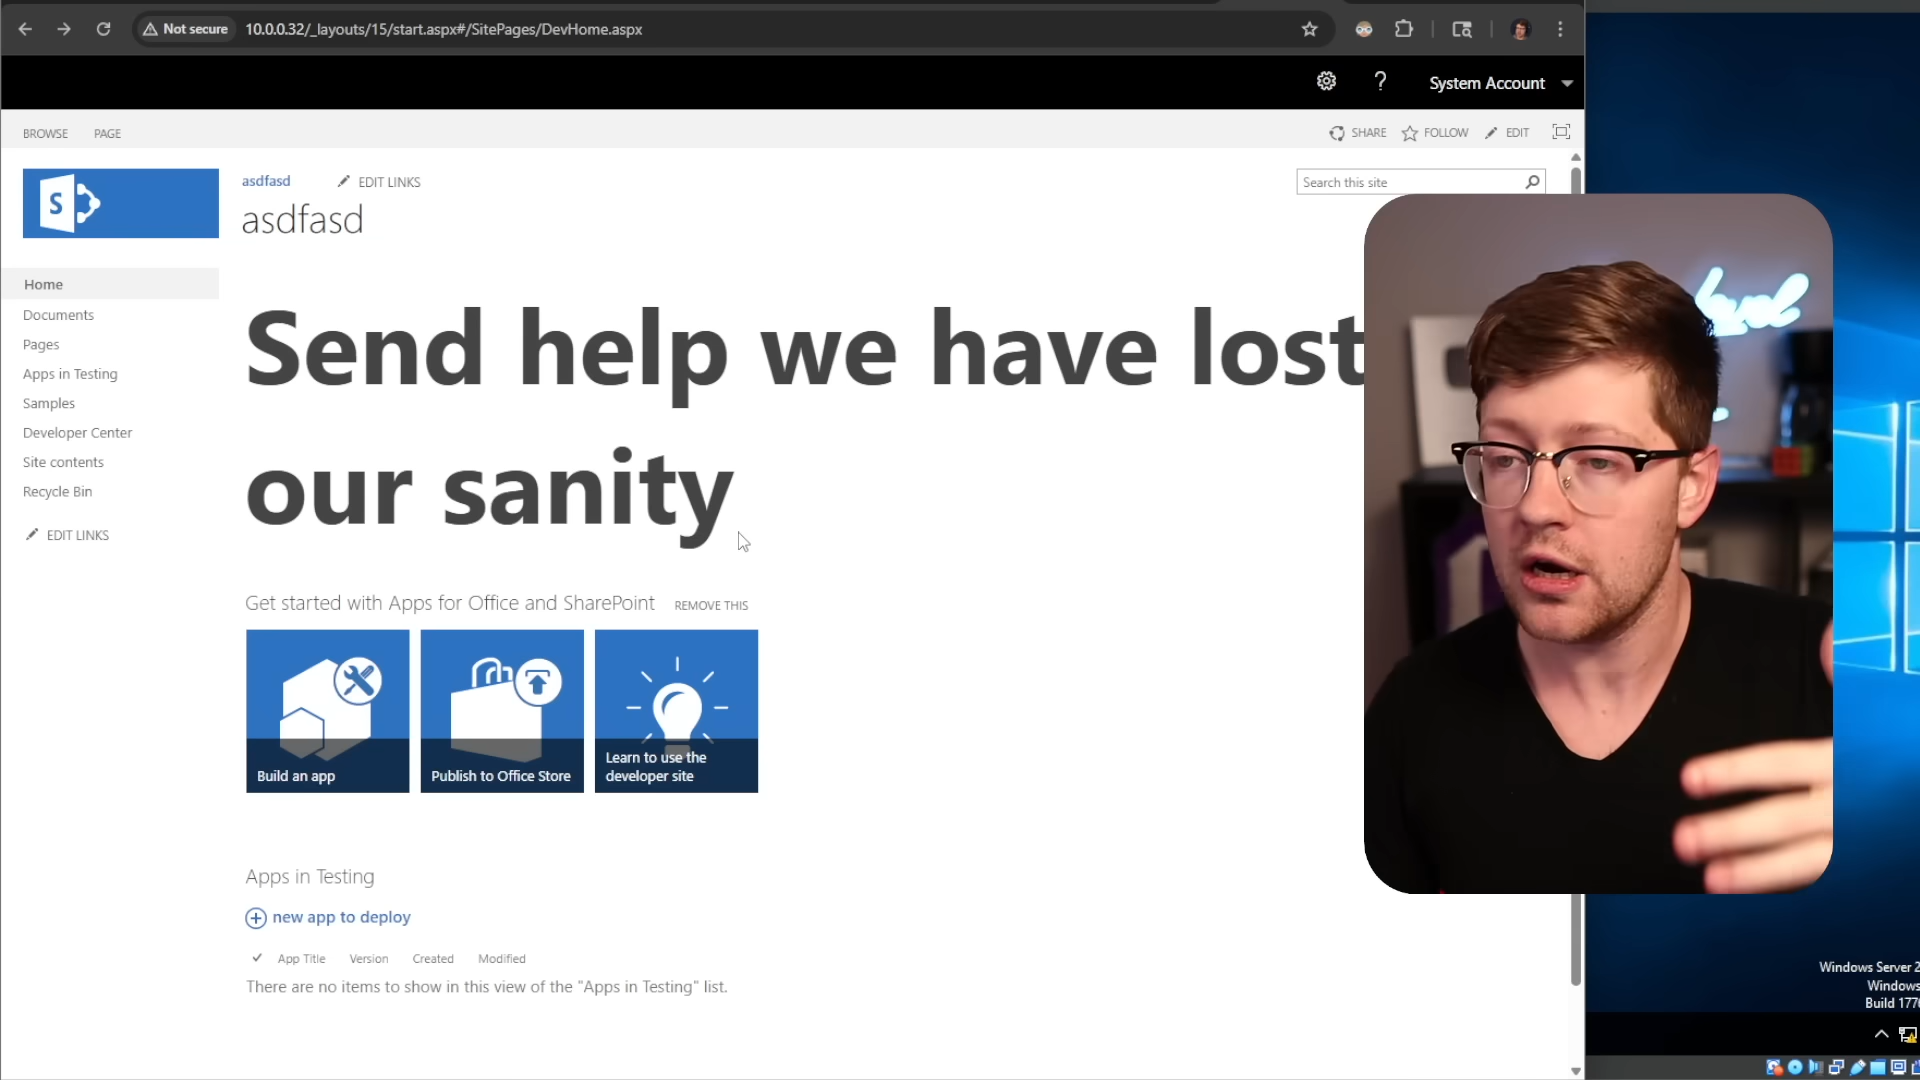 Not secure
10.0.0.32/_layouts/15/start.aspx#/SitePages/DevHome.aspx
System Account
BROWSE
PAGE
SHARE
FOLLOW
EDIT
S
asdfasd
EDIT LINKS
Search this site
asdfasd
Home
Documents
Pages
Apps in Testing
Samples
Developer Center
Site contents
Recycle Bin
EDIT LINKS
Send help we have lost
our sanity
Get started with Apps for Office and SharePoint
REMOVE THIS
Build an app
Publish to Office Store
Learn to use the
developer site
Apps in Testing
new app to deploy
App Title
Version
Created
Modified
There are no items to show in this view of the "Apps in Testing" list.
Windows Server 2
Windows
Build 177